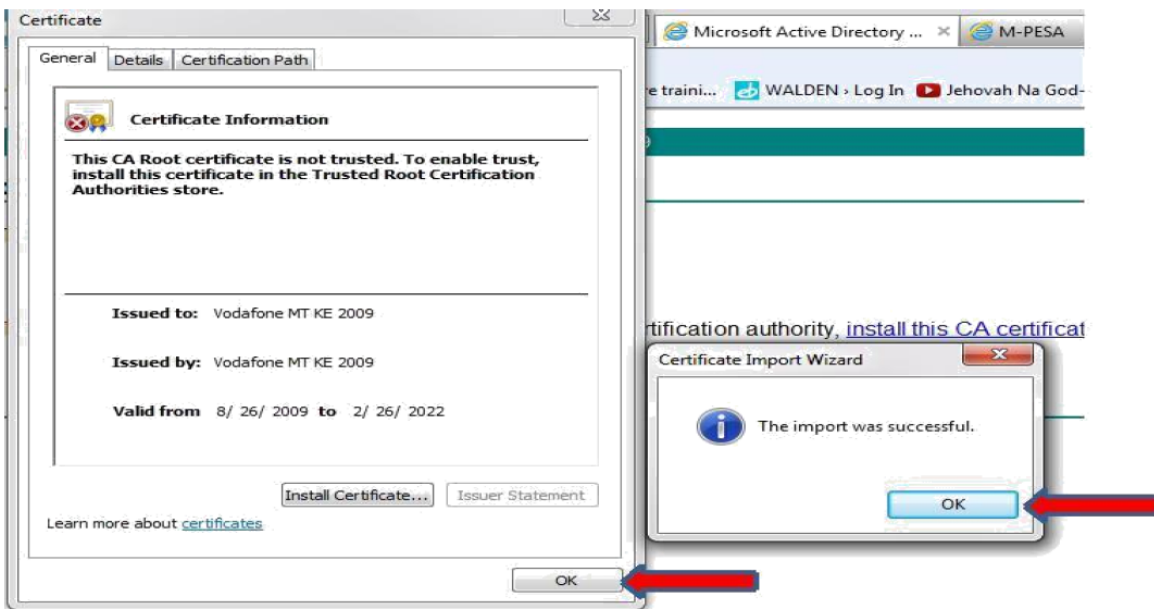 Certificate
General Details Certification Path
Certificate Information
This CA Root certificate is not trusted. To enable trust,
install this certificate in the Trusted Root Certification
Authorities store.
Issued to: Vodafone MT KE 2009
Issued by: Vodafone MT KE 2009
Valid from 8/ 26/ 2009 to 2/ 26/ 2022
Install Certificate... Issuer Statement
Learn more about certificates
OK
Microsoft Active Directory ... M-PESA
e traini... WALDEN › Log In Jehovah Na God-
tification authority, install this CA certificat
Certificate Import Wizard
The import was successful.
OK